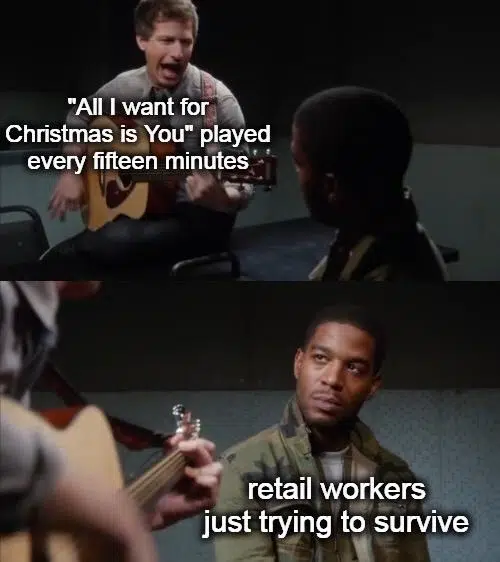 "All I want for
Christmas is You" played
every fifteen minutes
retail workers
just trying to survive